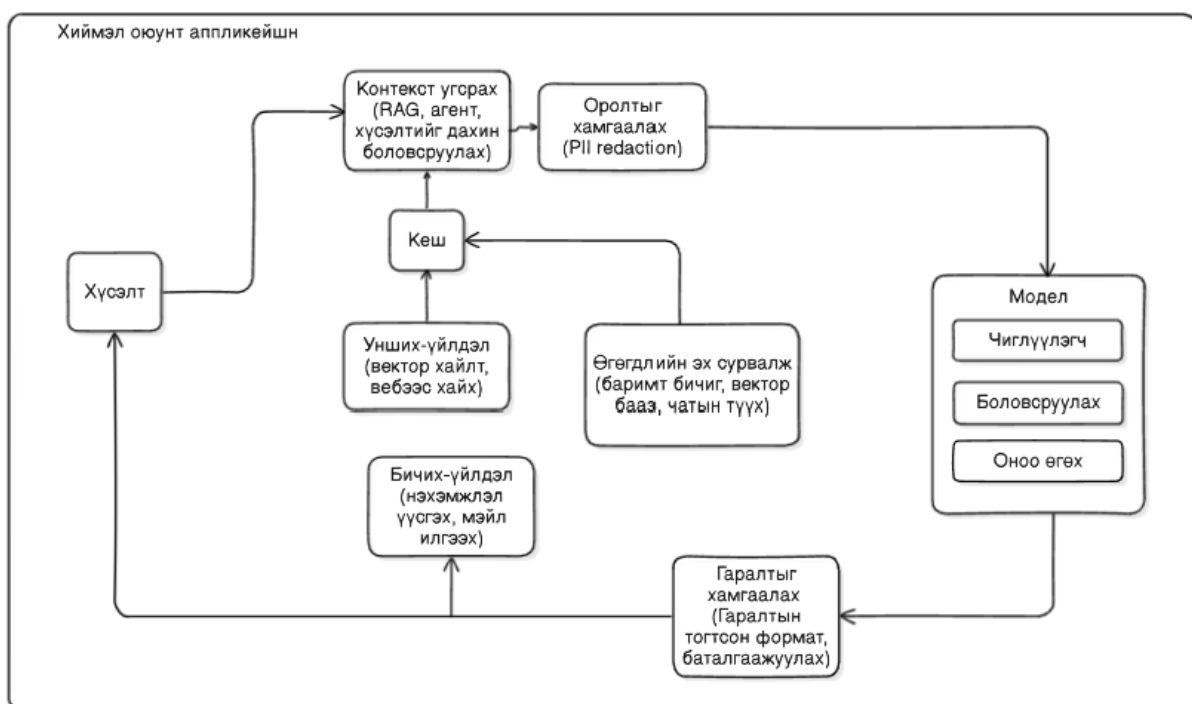 Хиймэл оюунт аппликейшн
Контекст угсрах
(RAG, агент,
хүсэлтийг дахин
боловсруулах)
Оролтыг
хамгаалах
(PII redaction)
Кеш
Хүсэлт
Унших-үйлдэл
(вектор хайлт,
вебээс хайх)
Өгөгдлийн эх сурвалж
(баримт бичиг, вектор
бааз, чатын түүх)
Модел
Чиглүүлэгч
Боловсруулах
Оноо өгөх
Бичих-үйлдэл
(нэхэмжлэл
үүсгэх, мэйл
илгээх)
Гаралтыг
хамгаалах
(Гаралтын
тогтсон формат,
баталгаажуулах)